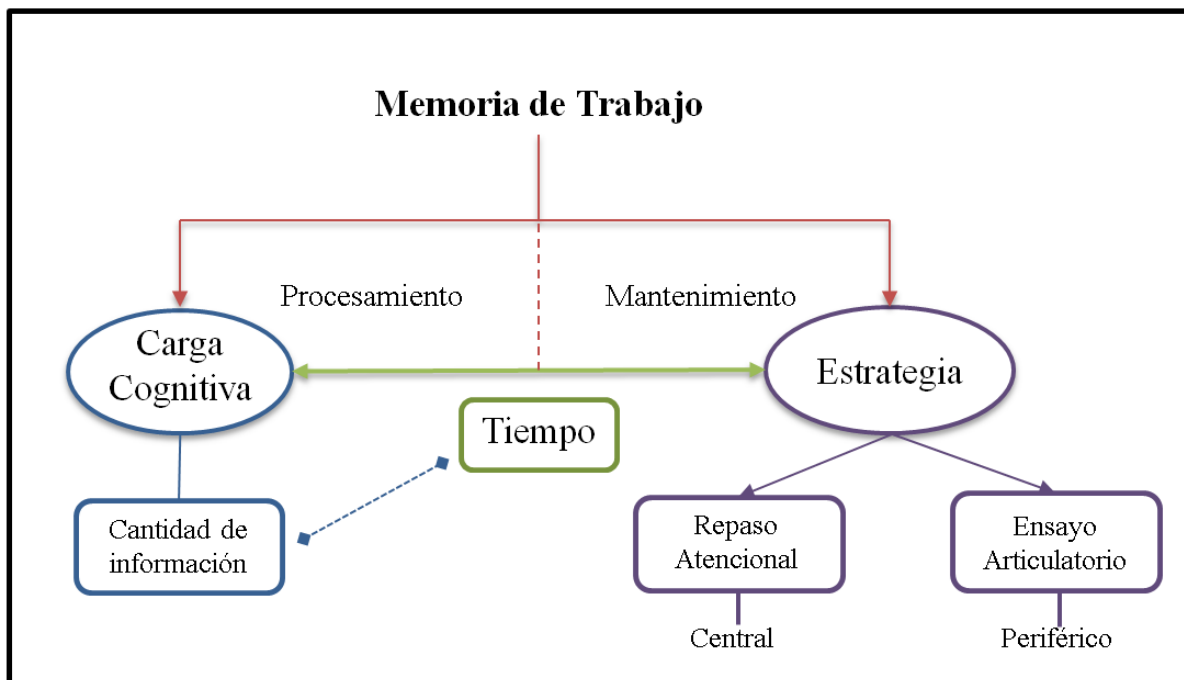 Memoria de Trabajo
Procesamiento
Mantenimiento
Carga
Cognitiva
Estrategia
Tiempo
Cantidad de
información
Repaso
Atencional
Ensayo
Articulatorio
Central
Periférico